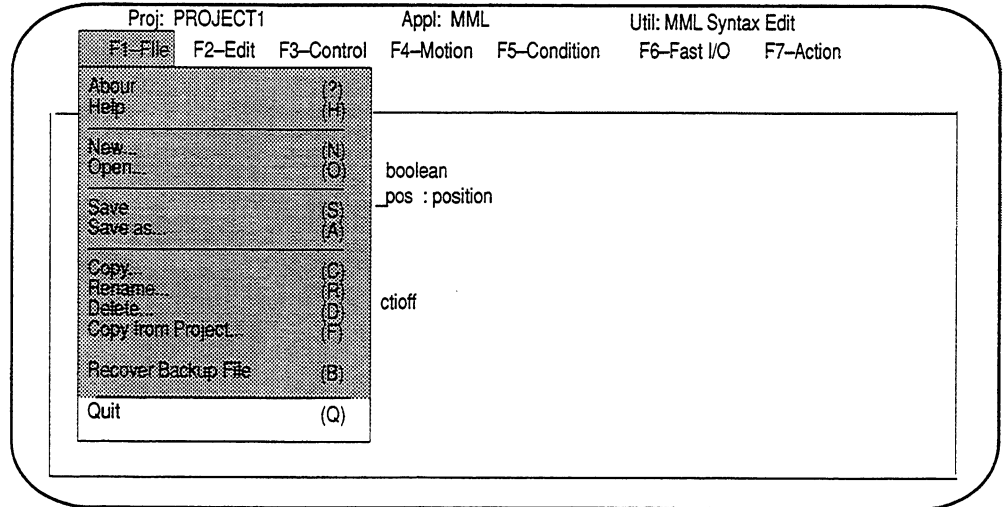 Proj: PROJECT1 Appl: MML Util: MML Syntax Edit
F1–File F2–Edit F3–Control F4–Motion F5–Condition F6–Fast I/O F7–Action
Abour (?)
Help (H)
New... (N)
Open... (O) boolean
_pos : position
Save (S)
Save as... (A)
Copy... (C)
Rename... (R)
Delete... (D) ctioff
Copy from Project... (F)
Recover Backup File (B)
Quit (Q)